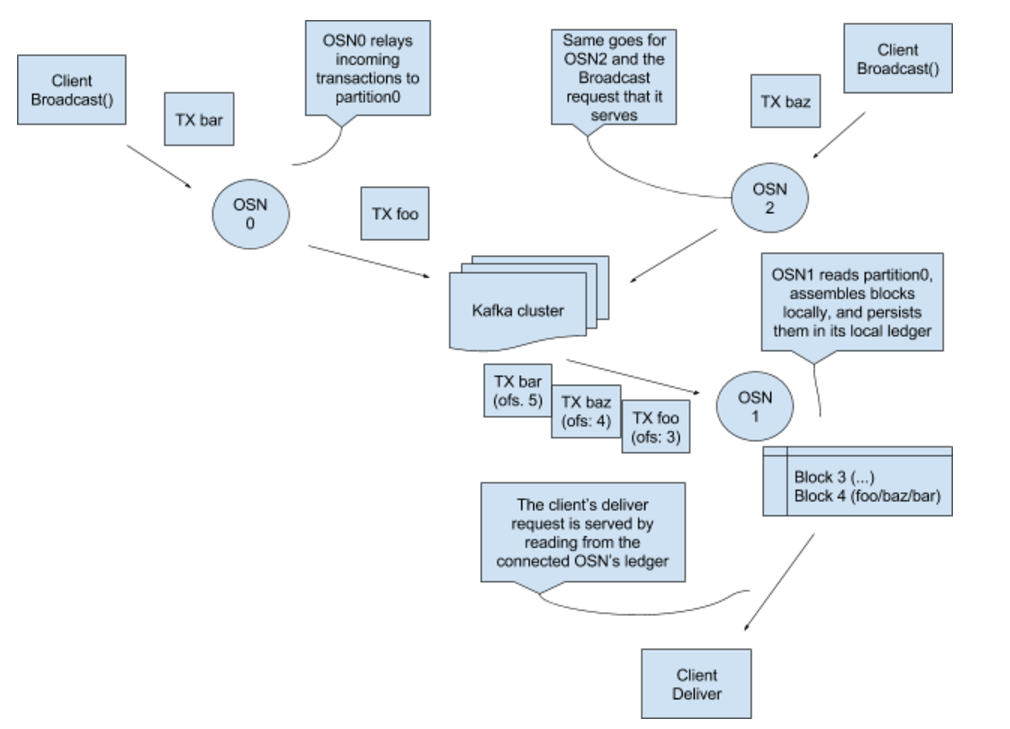 Client
Broadcast()
TX bar
OSN0 relays
incoming
transactions to
partition0
Same goes for
OSN2 and the
Broadcast
request that it
serves
TX baz
Client
Broadcast()
OSN
0
TX foo
OSN
2
Kafka cluster
OSN1 reads partition0,
assembles blocks
locally, and persists
them in its local ledger
TX bar
(ofs. 5)
TX baz
(ofs: 4)
TX foo
(ofs: 3)
OSN
1
Block 3 (...)
Block 4 (foo/baz/bar)
The client's deliver
request is served by
reading from the
connected OSN's ledger
Client
Deliver